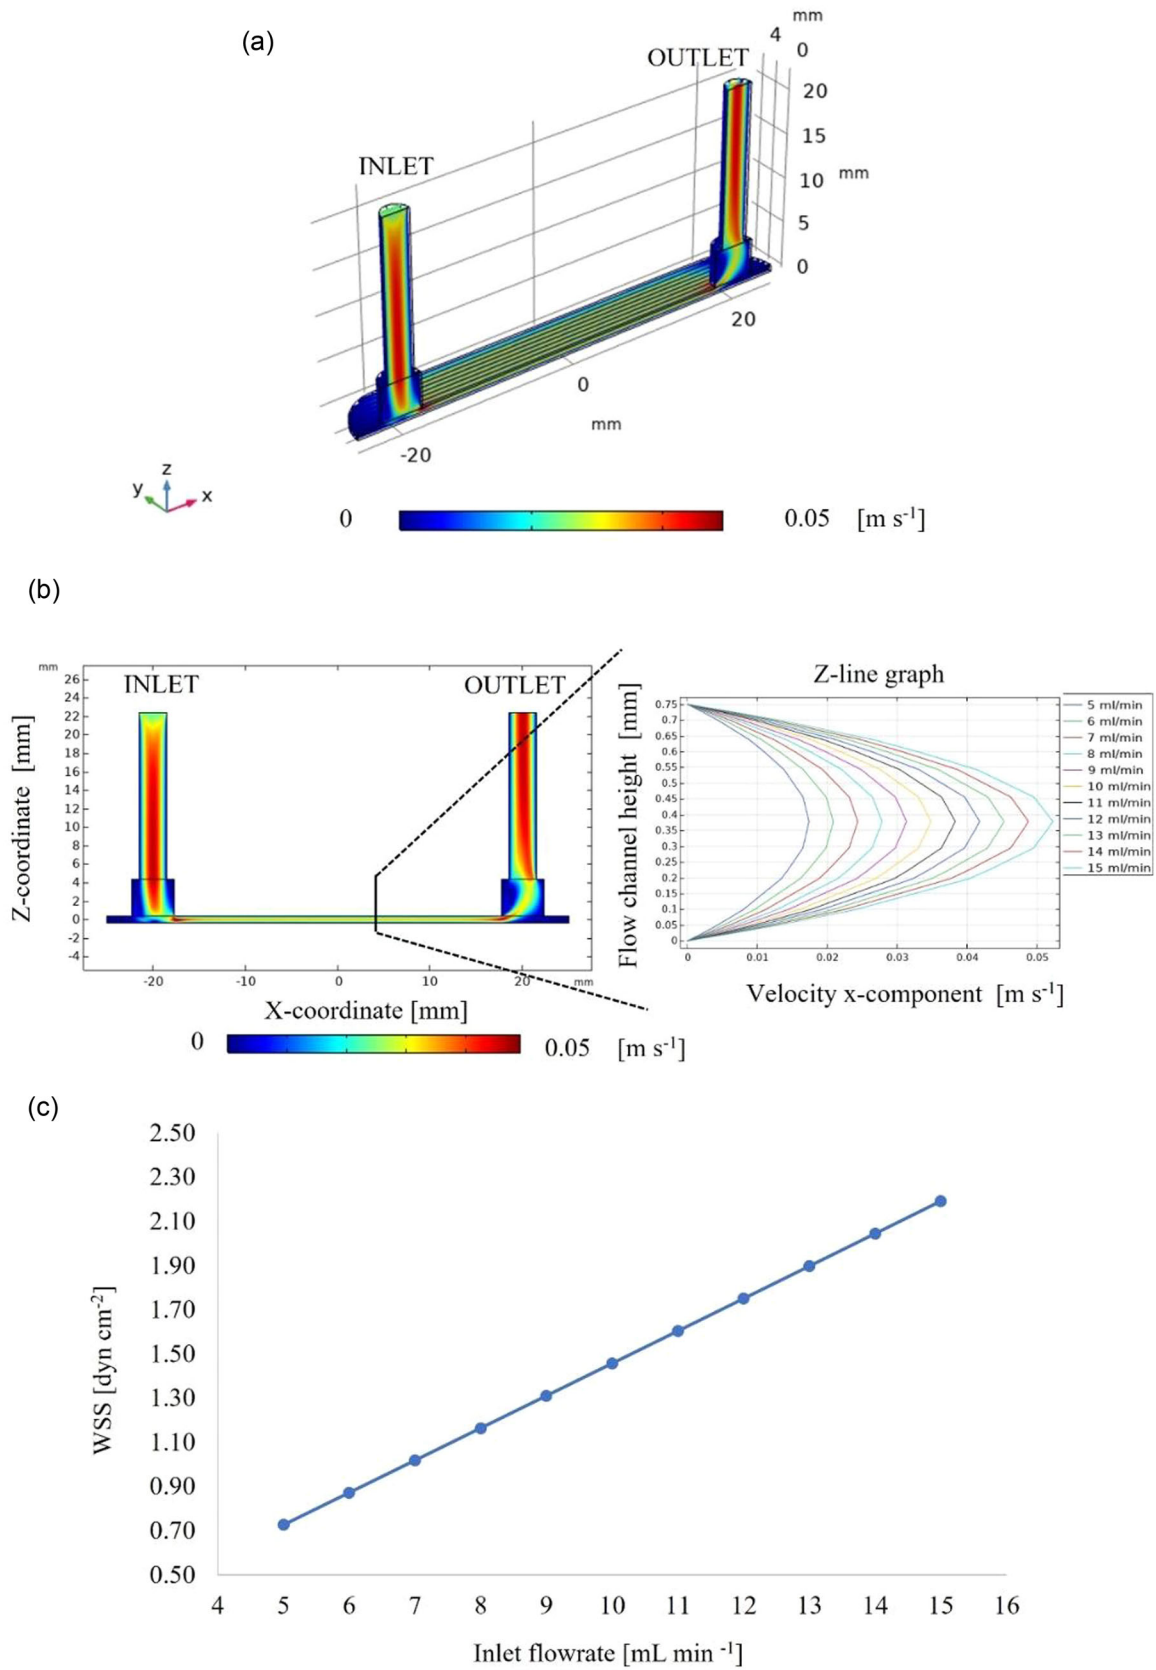 (a)
mm
4
0
OUTLET
20
15
INLET
10 mm
5
0
20
0
mm
-20
z
y
x
0 0.05 [m s-1]
(b)
Z-line graph
mm
26
24
22
20
18
16
14
12
10
8
6
4
2
0
-2
-4
INLET OUTLET
Z-coordinate [mm]
-20 -10 0 10 20 mm
X-coordinate [mm]
0 0.05 [m s-1]
Flow channel height [mm]
0.75
0.7
0.65
0.6
0.55
0.5
0.45
0.4
0.35
0.3
0.25
0.2
0.15
0.1
0.05
0
0 0.01 0.02 0.03 0.04 0.05
Velocity x-component [m s-1]
5 ml/min
6 ml/min
7 ml/min
8 ml/min
9 ml/min
10 ml/min
11 ml/min
12 ml/min
13 ml/min
14 ml/min
15 ml/min
(c)
2.50
2.30
2.10
1.90
1.70
1.50
1.30
1.10
0.90
0.70
0.50
WSS [dyn cm-2]
4 5 6 7 8 9 10 11 12 13 14 15 16
Inlet flowrate [mL min -1]